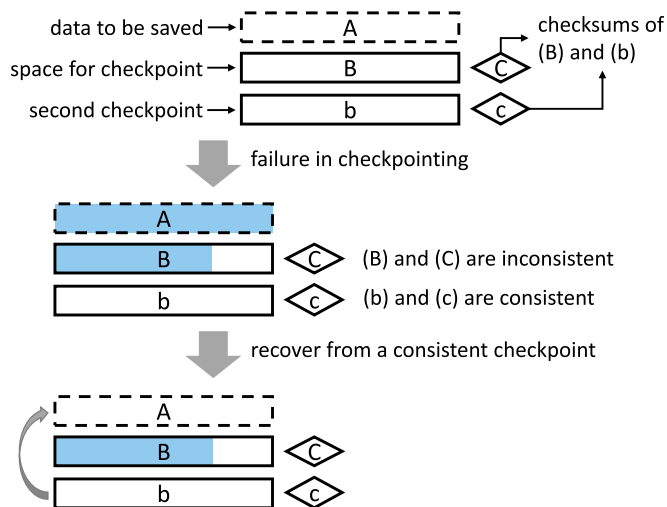 data to be saved
A
checksums of
(B) and (b)
space for checkpoint
B
C
second checkpoint
b
c
failure in checkpointing
A
B
C
(B) and (C) are inconsistent
b
c
(b) and (c) are consistent
recover from a consistent checkpoint
A
B
C
b
c